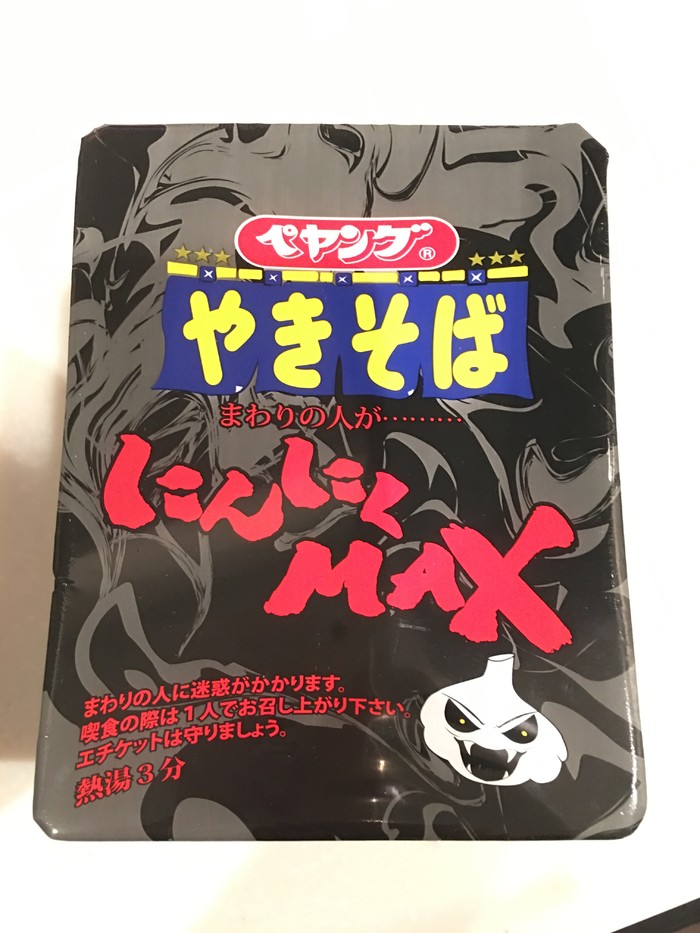 ペヤング®
やきそば
まわりの人が………
にんにく
MAX
まわりの人に迷惑がかかります。
喫食の際は1人でお召し上がり下さい。
エチケットは守りましょう。
熱湯3分